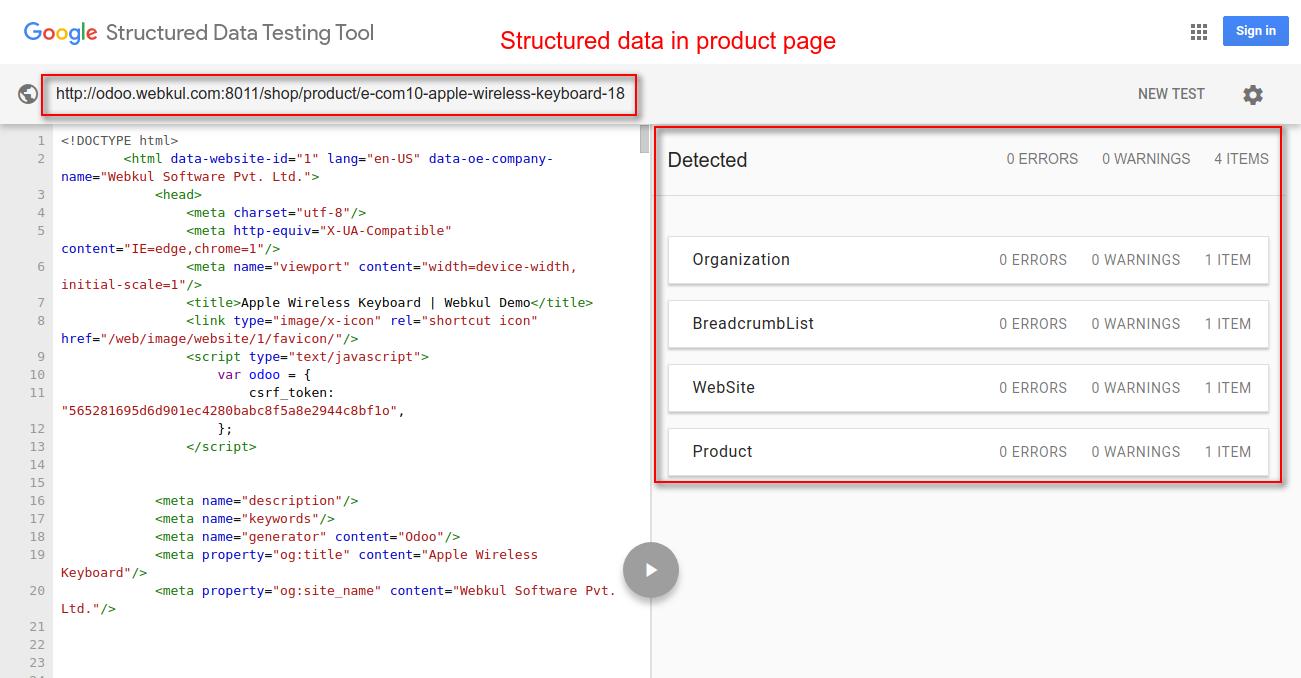 Google Structured Data Testing Tool
Structured data in product page
Sign in
http://odoo.webkul.com:8011/shop/product/e-com10-apple-wireless-keyboard-18
NEW TEST
1 <!DOCTYPE html>
2 <html data-website-id="1" lang="en-US" data-oe-company-
name="Webkul Software Pvt. Ltd.">
3 <head>
4 <meta charset="utf-8"/>
5 <meta http-equiv="X-UA-Compatible"
content="IE=edge,chrome=1"/>
6 <meta name="viewport" content="width=device-width,
initial-scale=1"/>
7 <title>Apple Wireless Keyboard | Webkul Demo</title>
8 <link type="image/x-icon" rel="shortcut icon"
href="/web/image/website/1/favicon/"/>
9 <script type="text/javascript">
10 var odoo = {
11 csrf_token:
"565281695d6d901ec4280babc8f5a8e2944c8bf1o",
12 };
13 </script>
14
15
16 <meta name="description"/>
17 <meta name="keywords"/>
18 <meta name="generator" content="Odoo"/>
19 <meta property="og:title" content="Apple Wireless
Keyboard"/>
20 <meta property="og:site_name" content="Webkul Software Pvt.
Ltd."/>
21
22
23
Detected 0 ERRORS 0 WARNINGS 4 ITEMS
Organization 0 ERRORS 0 WARNINGS 1 ITEM
BreadcrumbList 0 ERRORS 0 WARNINGS 1 ITEM
WebSite 0 ERRORS 0 WARNINGS 1 ITEM
Product 0 ERRORS 0 WARNINGS 1 ITEM